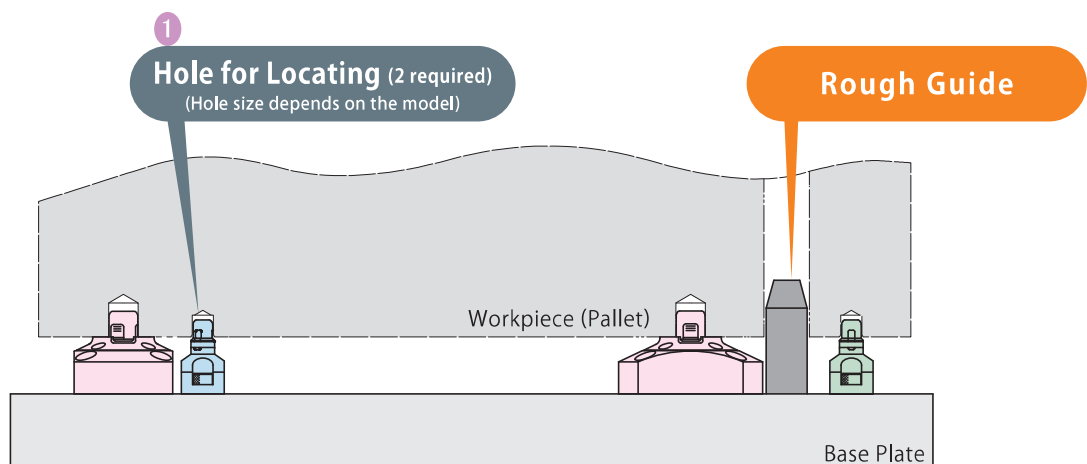 1
Hole for Locating (2 required)
(Hole size depends on the model)
Rough Guide
Workpiece (Pallet)
Base Plate